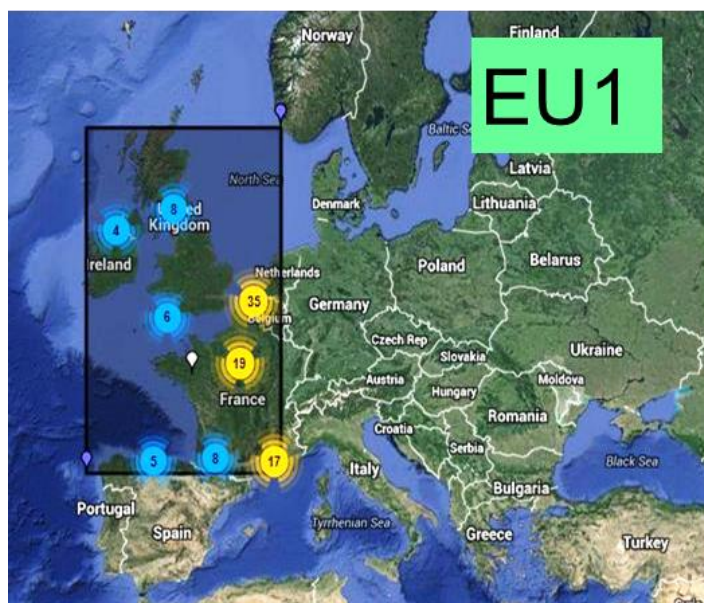 Norway
Finland
EU1
Baltic Sea
North Sea
Latvia
Denmark
Lithuania
8
United
Kingdom
4
Ireland
Belarus
Netherlands
Poland
35
Germany
6
Belgium
Czech Rep
Ukraine
Slovakia
19
Austria
Moldova
Hungary
France
Romania
Croatia
Serbia
5
8
17
Italy
Black Sea
Bulgaria
Portugal
Spain
Tyrrhenian Sea
Greece
Turkey